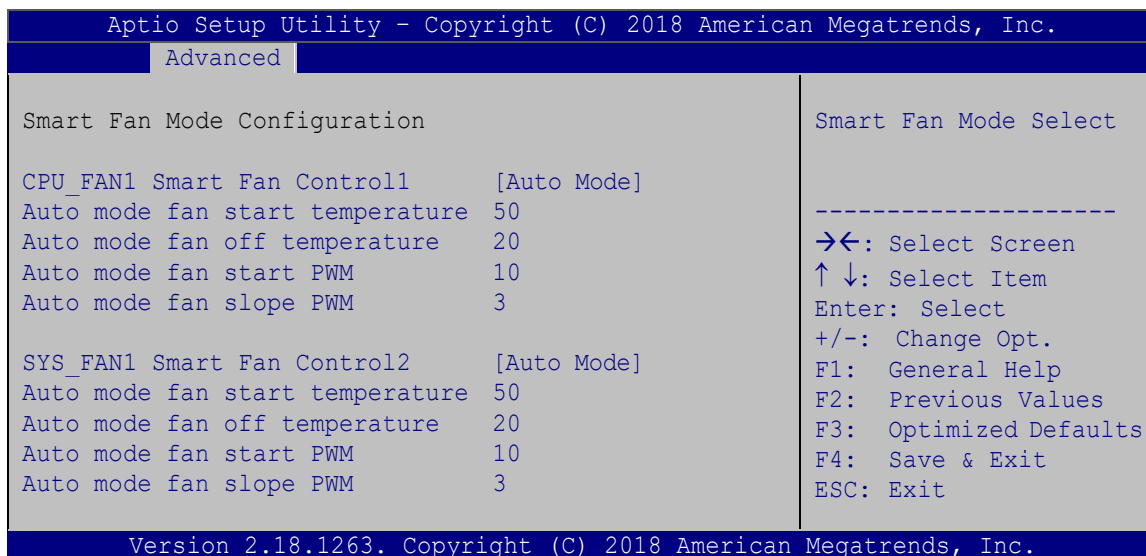 Aptio Setup Utility – Copyright (C) 2018 American Megatrends, Inc.
Advanced
Smart Fan Mode Configuration
CPU_FAN1 Smart Fan Control1 [Auto Mode]
Auto mode fan start temperature 50
Auto mode fan off temperature 20
Auto mode fan start PWM 10
Auto mode fan slope PWM 3
SYS_FAN1 Smart Fan Control2 [Auto Mode]
Auto mode fan start temperature 50
Auto mode fan off temperature 20
Auto mode fan start PWM 10
Auto mode fan slope PWM 3
Smart Fan Mode Select
---------------------
→←: Select Screen
↑ ↓: Select Item
Enter: Select
+/-: Change Opt.
F1: General Help
F2: Previous Values
F3: Optimized Defaults
F4: Save & Exit
ESC: Exit
Version 2.18.1263. Copyright (C) 2018 American Megatrends, Inc.